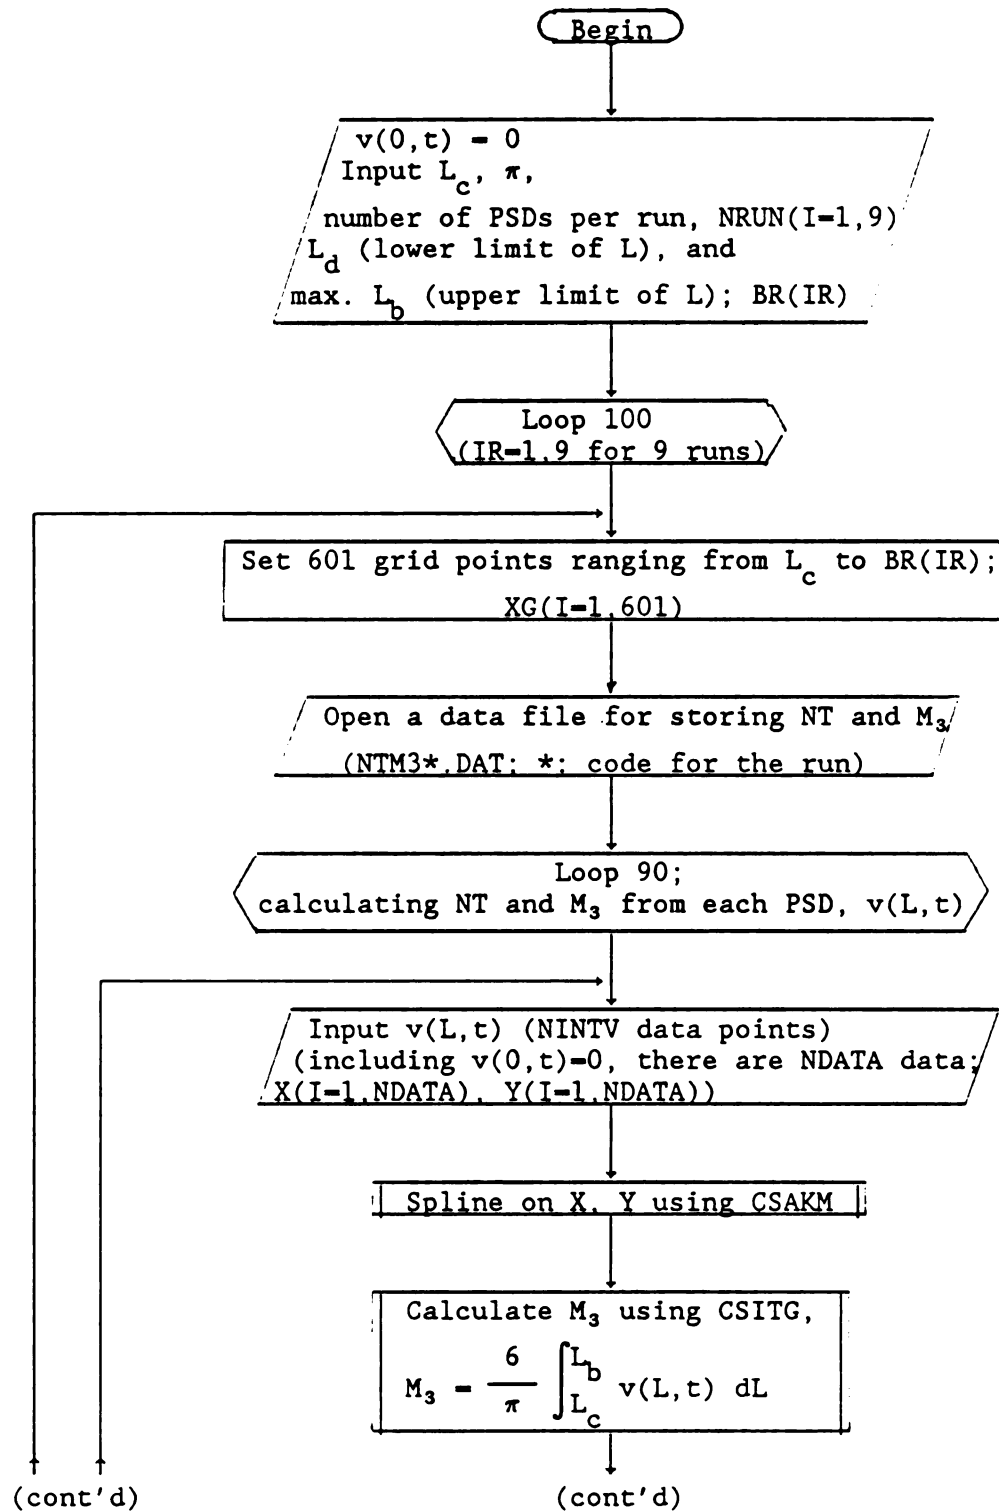 Begin
v(0,t) = 0
Input L_c, π,
number of PSDs per run, NRUN(I=1,9)
L_d (lower limit of L), and
max. L_b (upper limit of L); BR(IR)
Loop 100
(IR=1,9 for 9 runs)
Set 601 grid points ranging from L_c to BR(IR);
XG(I=1,601)
Open a data file for storing NT and M₃
(NTM3*.DAT; *: code for the run)
Loop 90;
calculating NT and M₃ from each PSD, v(L,t)
Input v(L,t) (NINTV data points)
(including v(0,t)=0, there are NDATA data;
X(I=1,NDATA), Y(I=1,NDATA))
Spline on X, Y using CSAKM
Calculate M₃ using CSITG,
M₃ = 6/π ∫_{L_c}^{L_b} v(L,t) dL
(cont'd)
(cont'd)